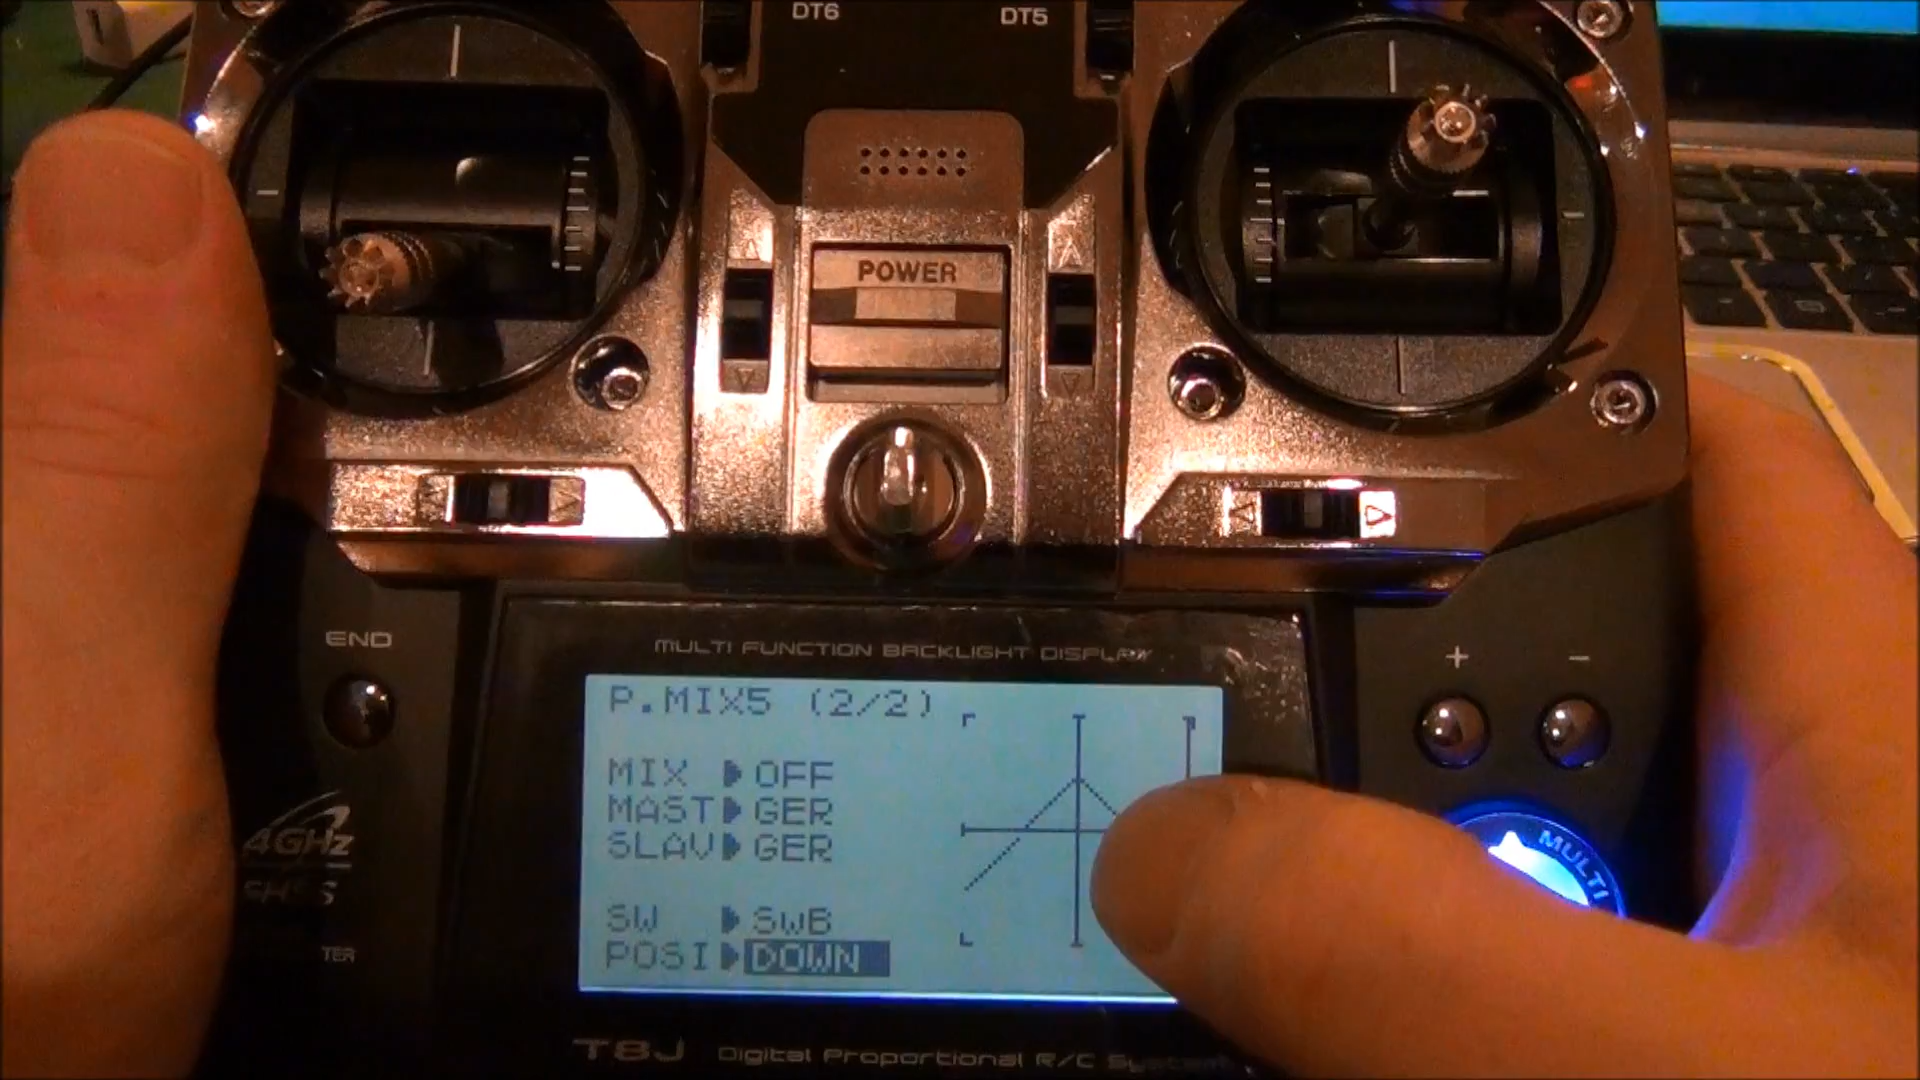 DT6
DT5
POWER
END
+
-
MULTI FUNCTION BACKLIGHT DISPLAY
P.MIX5 (2/2)
MIX ▶ OFF
MAST ▶ GER
SLAV ▶ GER
SW ▶ SwB
POSI ▶ DOWN
MULTI
4GHz
TER
T8J Digital Proportional R/C System